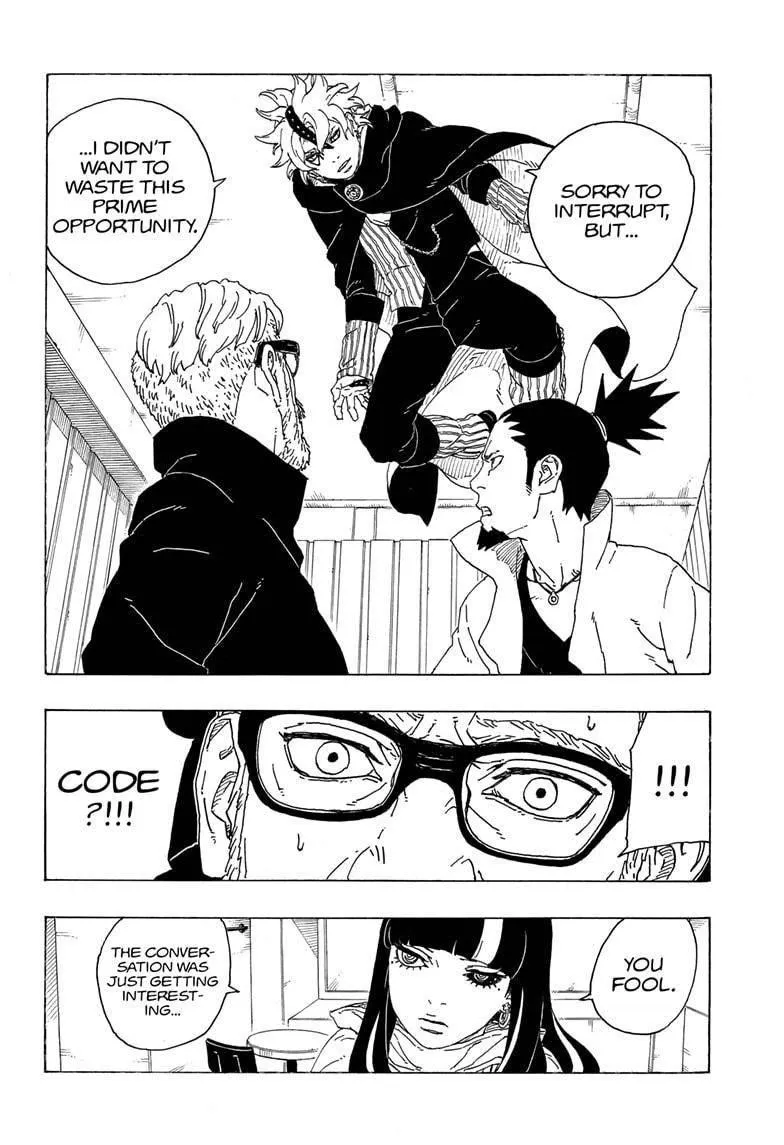 SORRY TO
INTERRUPT,
BUT...
...I DIDN'T
WANT TO
WASTE THIS
PRIME
OPPORTUNITY.
!!!
CODE
?!!!
YOU
FOOL.
THE CONVER-
SATION WAS
JUST GETTING
INTEREST-
ING...